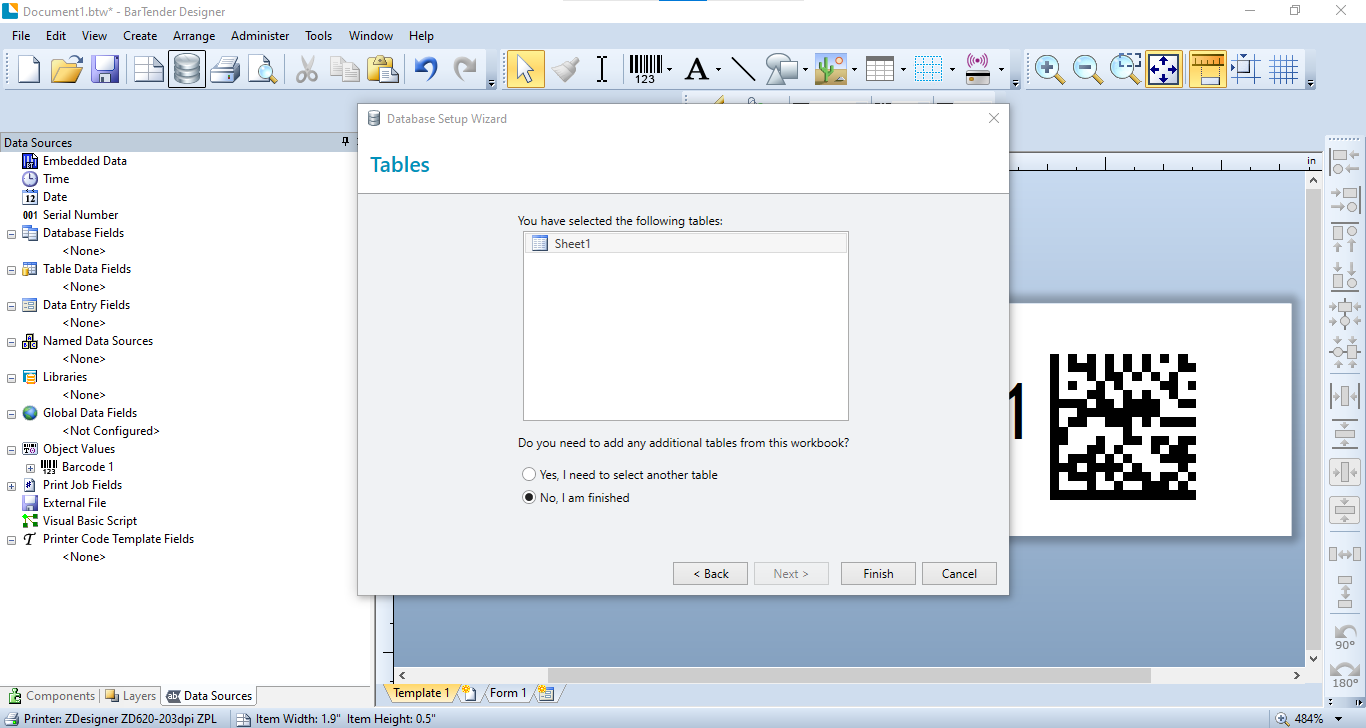 Document1.btw* - BarTender Designer
File Edit View Create Arrange Administer Tools Window Help
123
A
Database Setup Wizard
Data Sources
Tables
in
Embedded Data
Time
12 Date
001 Serial Number
Database Fields
<None>
Table Data Fields
<None>
Data Entry Fields
<None>
Named Data Sources
<None>
Libraries
<None>
Global Data Fields
<Not Configured>
Object Values
123 Barcode 1
Print Job Fields
External File
Visual Basic Script
T Printer Code Template Fields
<None>
You have selected the following tables:
Sheet1
Do you need to add any additional tables from this workbook?
Yes, I need to select another table
No, I am finished
< Back Next > Finish Cancel
1
90°
180°
Components Layers ab Data Sources
Template 1 Form 1
Printer: ZDesigner ZD620-203dpi ZPL Item Width: 1.9" Item Height: 0.5" 484%